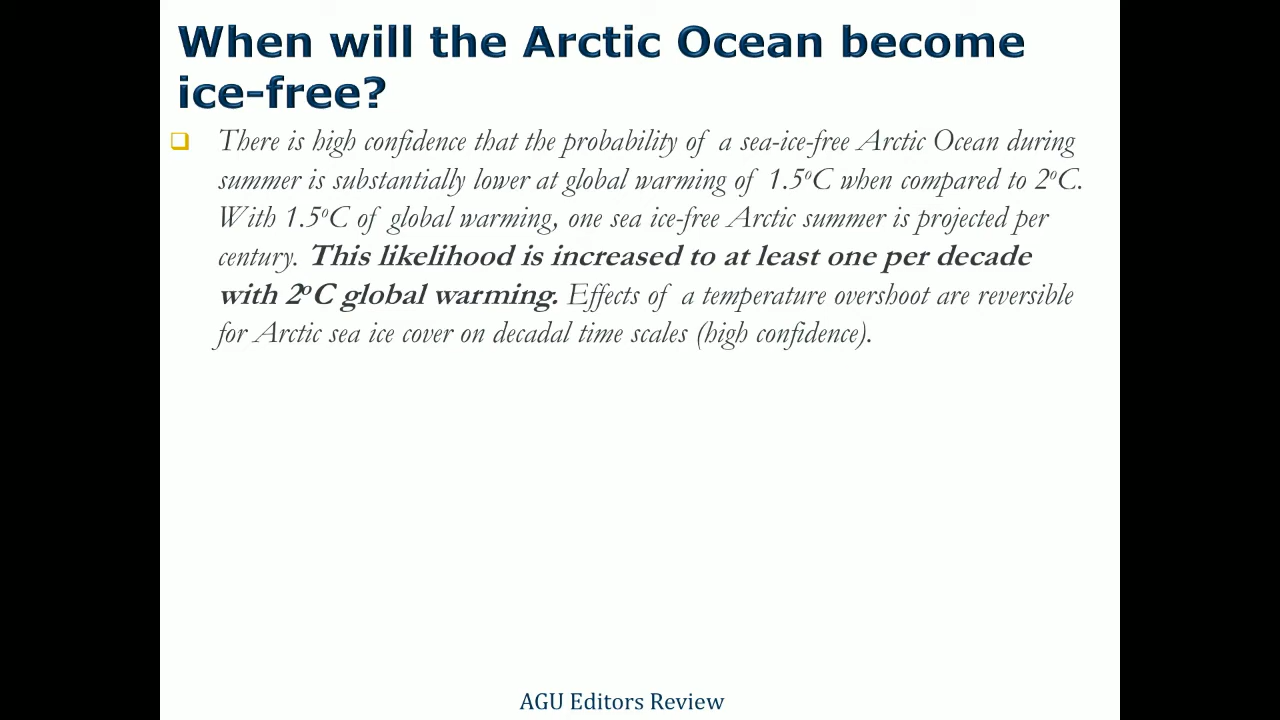 When will the Arctic Ocean become
ice-free?
There is high confidence that the probability of a sea-ice-free Arctic Ocean during
summer is substantially lower at global warming of 1.5ºC when compared to 2ºC.
With 1.5ºC of global warming, one sea ice-free Arctic summer is projected per
century. This likelihood is increased to at least one per decade
with 2ºC global warming. Effects of a temperature overshoot are reversible
for Arctic sea ice cover on decadal time scales (high confidence).
AGU Editors Review